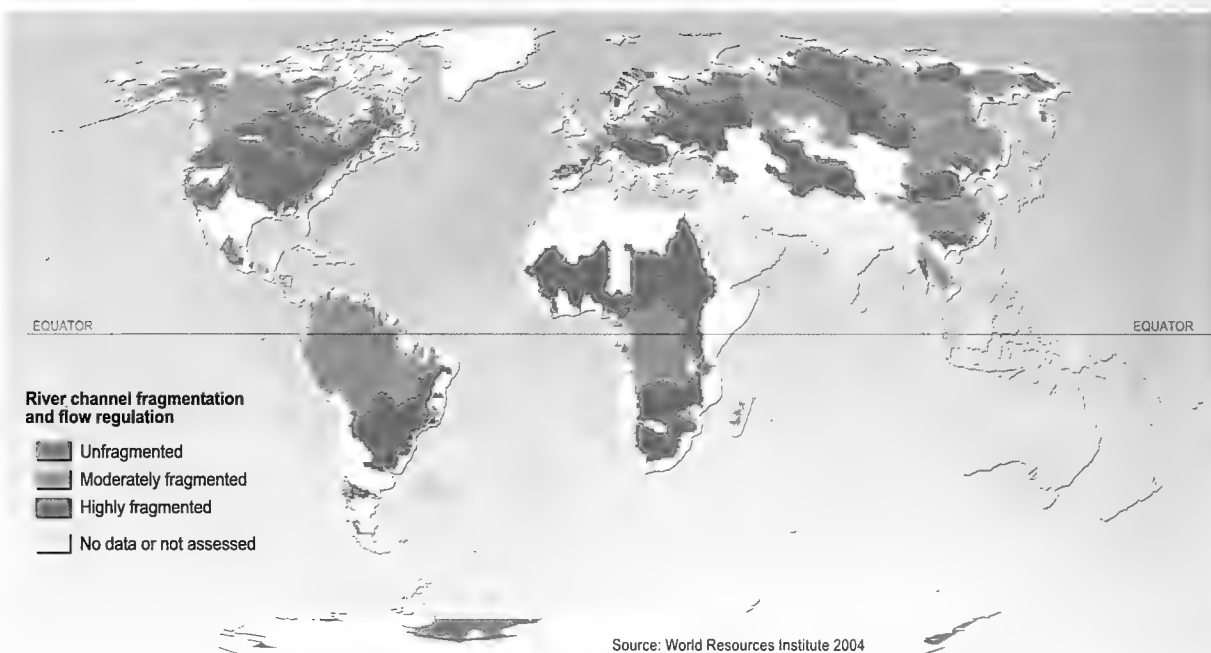 EQUATOR
EQUATOR
River channel fragmentation
and flow regulation
Unfragmented
Moderately fragmented
Highly fragmented
No data or not assessed
Source: World Resources Institute 2004